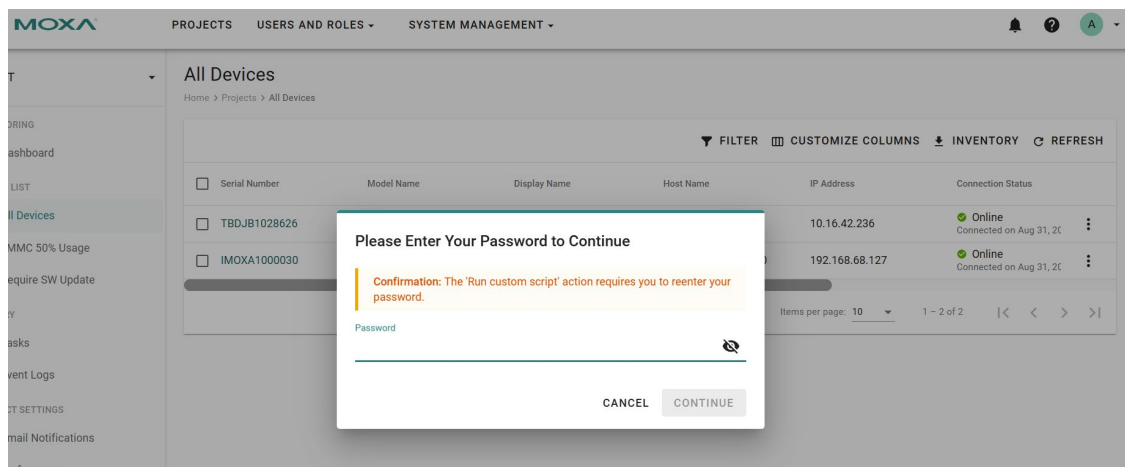 MOXA
PROJECTS USERS AND ROLES SYSTEM MANAGEMENT A
T
All Devices
Home > Projects > All Devices
ORING
ashboard
LIST
ll Devices
MMC 50% Usage
equire SW Update
RY
asks
vent Logs
CT SETTINGS
mail Notifications
FILTER CUSTOMIZE COLUMNS INVENTORY REFRESH
Serial Number Model Name Display Name Host Name IP Address Connection Status
TBDJB1028626 10.16.42.236 Online
Connected on Aug 31, 20
IMOXA1000030 192.168.68.127 Online
Connected on Aug 31, 20
Items per page: 10 1 – 2 of 2
Please Enter Your Password to Continue
Confirmation: The 'Run custom script' action requires you to reenter your
password.
Password
CANCEL CONTINUE